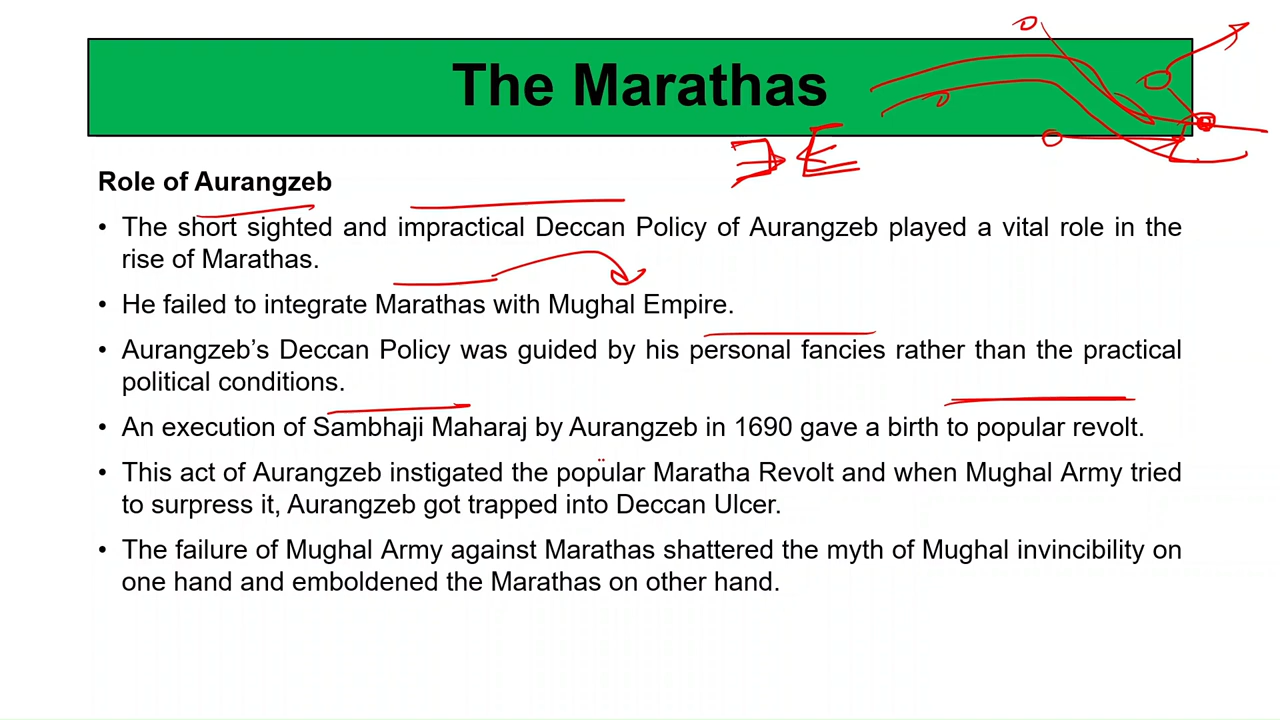 The Marathas
Role of Aurangzeb
• The short sighted and impractical Deccan Policy of Aurangzeb played a vital role in the
rise of Marathas.
• He failed to integrate Marathas with Mughal Empire.
• Aurangzeb’s Deccan Policy was guided by his personal fancies rather than the practical
political conditions.
• An execution of Sambhaji Maharaj by Aurangzeb in 1690 gave a birth to popular revolt.
• This act of Aurangzeb instigated the popular Maratha Revolt and when Mughal Army tried
to surpress it, Aurangzeb got trapped into Deccan Ulcer.
• The failure of Mughal Army against Marathas shattered the myth of Mughal invincibility on
one hand and emboldened the Marathas on other hand.